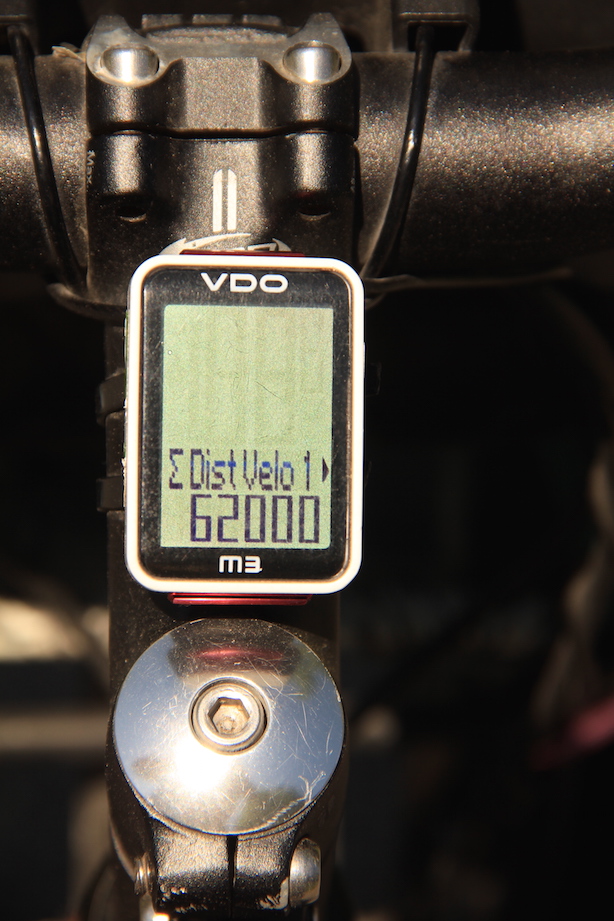 VDO
Σ Dist Velo 1
62000
M3